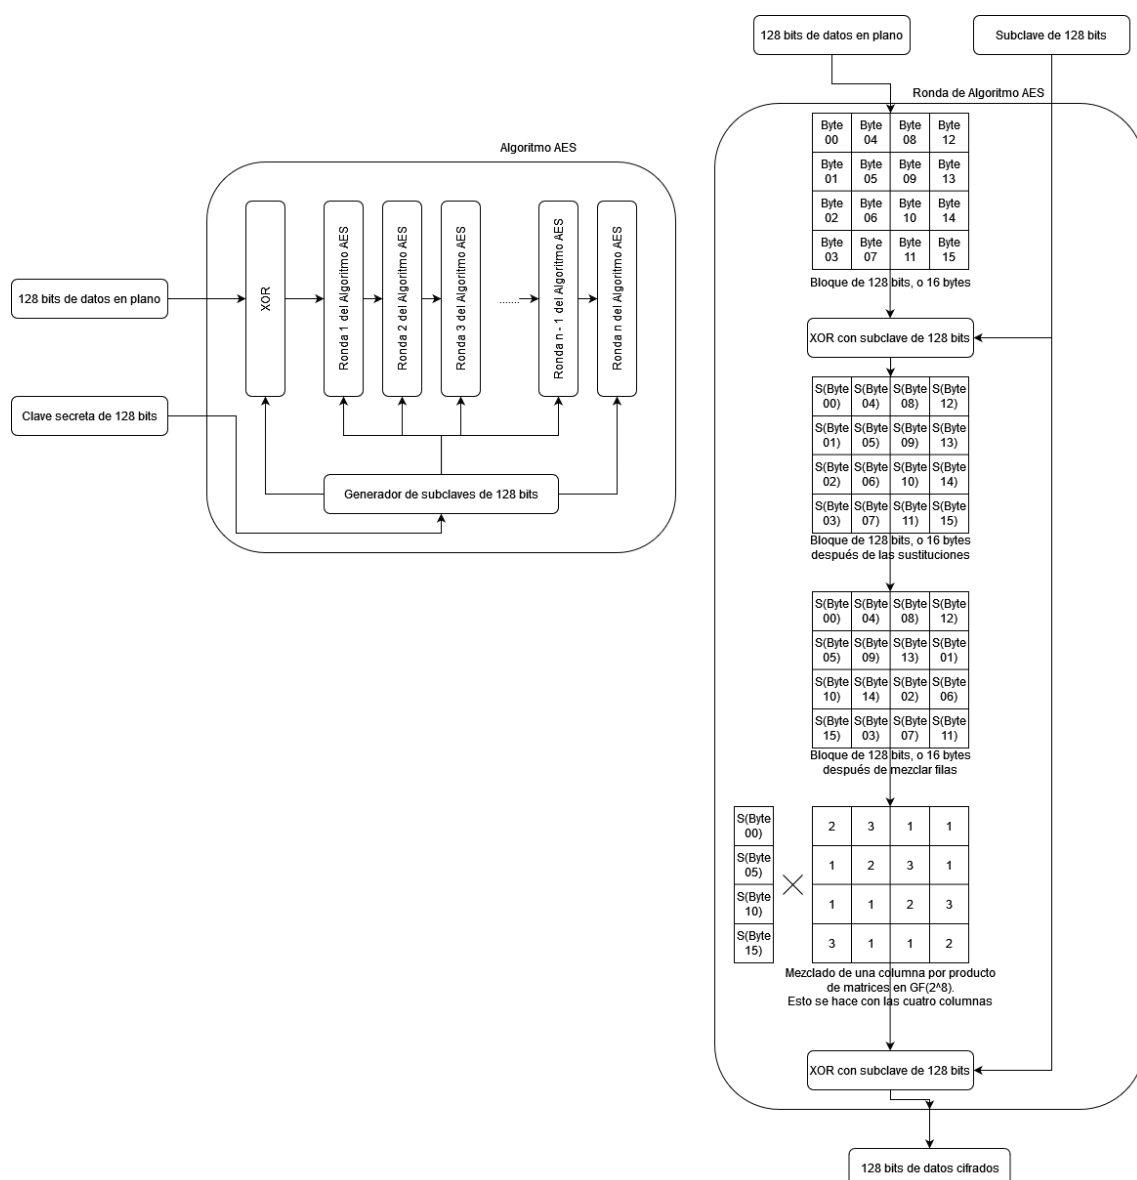 Algoritmo AES
128 bits de datos en plano
Clave secreta de 128 bits
XOR
Ronda 1 del Algoritmo AES
Ronda 2 del Algoritmo AES
Ronda 3 del Algoritmo AES
.......
Ronda n - 1 del Algoritmo AES
Ronda n del Algoritmo AES
Generador de subclaves de 128 bits
128 bits de datos en plano
Subclave de 128 bits
Ronda de Algoritmo AES
Byte 00 Byte 04 Byte 08 Byte 12
Byte 01 Byte 05 Byte 09 Byte 13
Byte 02 Byte 06 Byte 10 Byte 14
Byte 03 Byte 07 Byte 11 Byte 15
Bloque de 128 bits, o 16 bytes
XOR con subclave de 128 bits
S(Byte 00) S(Byte 04) S(Byte 08) S(Byte 12)
S(Byte 01) S(Byte 05) S(Byte 09) S(Byte 13)
S(Byte 02) S(Byte 06) S(Byte 10) S(Byte 14)
S(Byte 03) S(Byte 07) S(Byte 11) S(Byte 15)
Bloque de 128 bits, o 16 bytes
después de las sustituciones
S(Byte 00) S(Byte 04) S(Byte 08) S(Byte 12)
S(Byte 05) S(Byte 09) S(Byte 13) S(Byte 01)
S(Byte 10) S(Byte 14) S(Byte 02) S(Byte 06)
S(Byte 15) S(Byte 03) S(Byte 07) S(Byte 11)
Bloque de 128 bits, o 16 bytes
después de mezclar filas
S(Byte 00) 2 3 1 1
S(Byte 05) 1 2 3 1
S(Byte 10) 1 1 2 3
S(Byte 15) 3 1 1 2
Mezclado de una columna por producto
de matrices en GF(2^8).
Esto se hace con las cuatro columnas
XOR con subclave de 128 bits
128 bits de datos cifrados